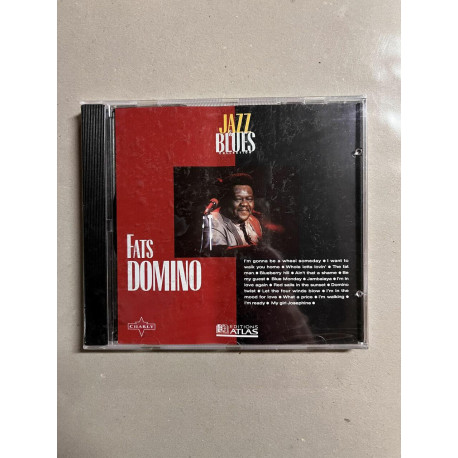 JAZZ
BLUES
FATS
DOMINO
I'm gonna be a wheel someday ● I want to
walk you home ● Whole lotta lovin' ● The fat
man ● Blueberry hill ● Ain't that a shame ● Be
my guest ● Blue Monday ● Jambalaya ● I'm in
love again ● Red sails in the sunset ● Domino
twist ● Let the four winds blow ● I'm in the
mood for love ● What a price ● I'm walking ●
I'm ready ● My girl Josephine ●
CHARLY
EDITIONS
ATLAS